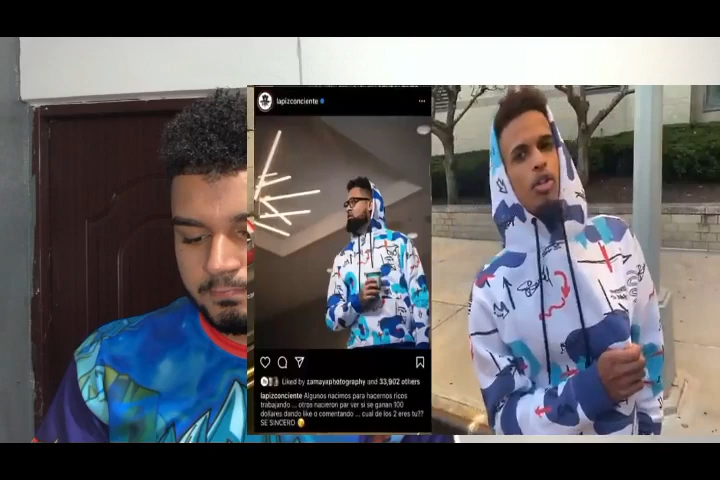 lapizconciente
Liked by zamayaphotography and 33,902 others
lapizconciente Algunos nacimos para hacernos ricos
trabajando .... otros nacieron par ver si se ganan 100
dollares dando like o comentando ... cual de los 2 eres tu??
SE SINCERO